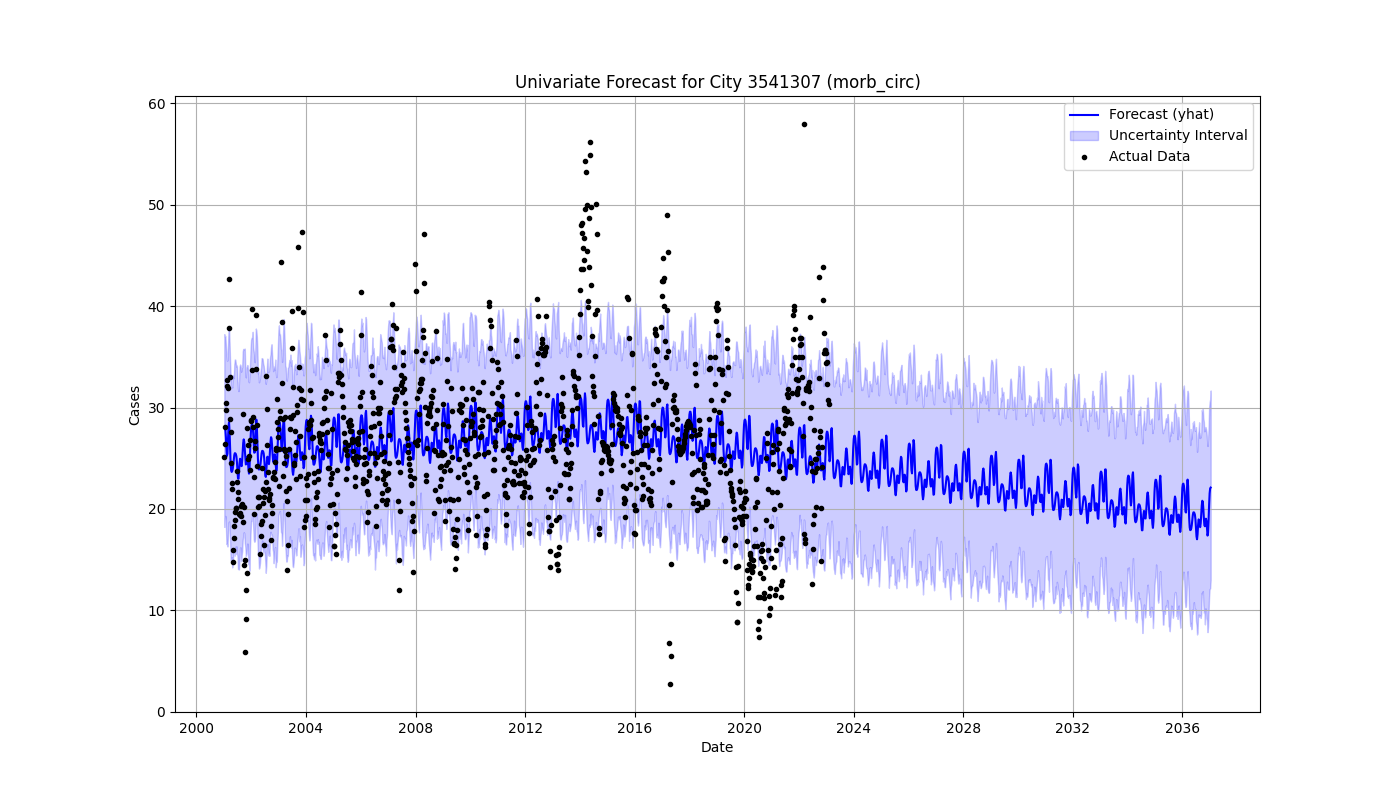 Univariate Forecast for City 3541307 (morb_circ)
Forecast (yhat)
Uncertainty Interval
Actual Data
Cases
60
50
40
30
20
10
0
2000 2004 2008 2012 2016 2020 2024 2028 2032 2036
Date